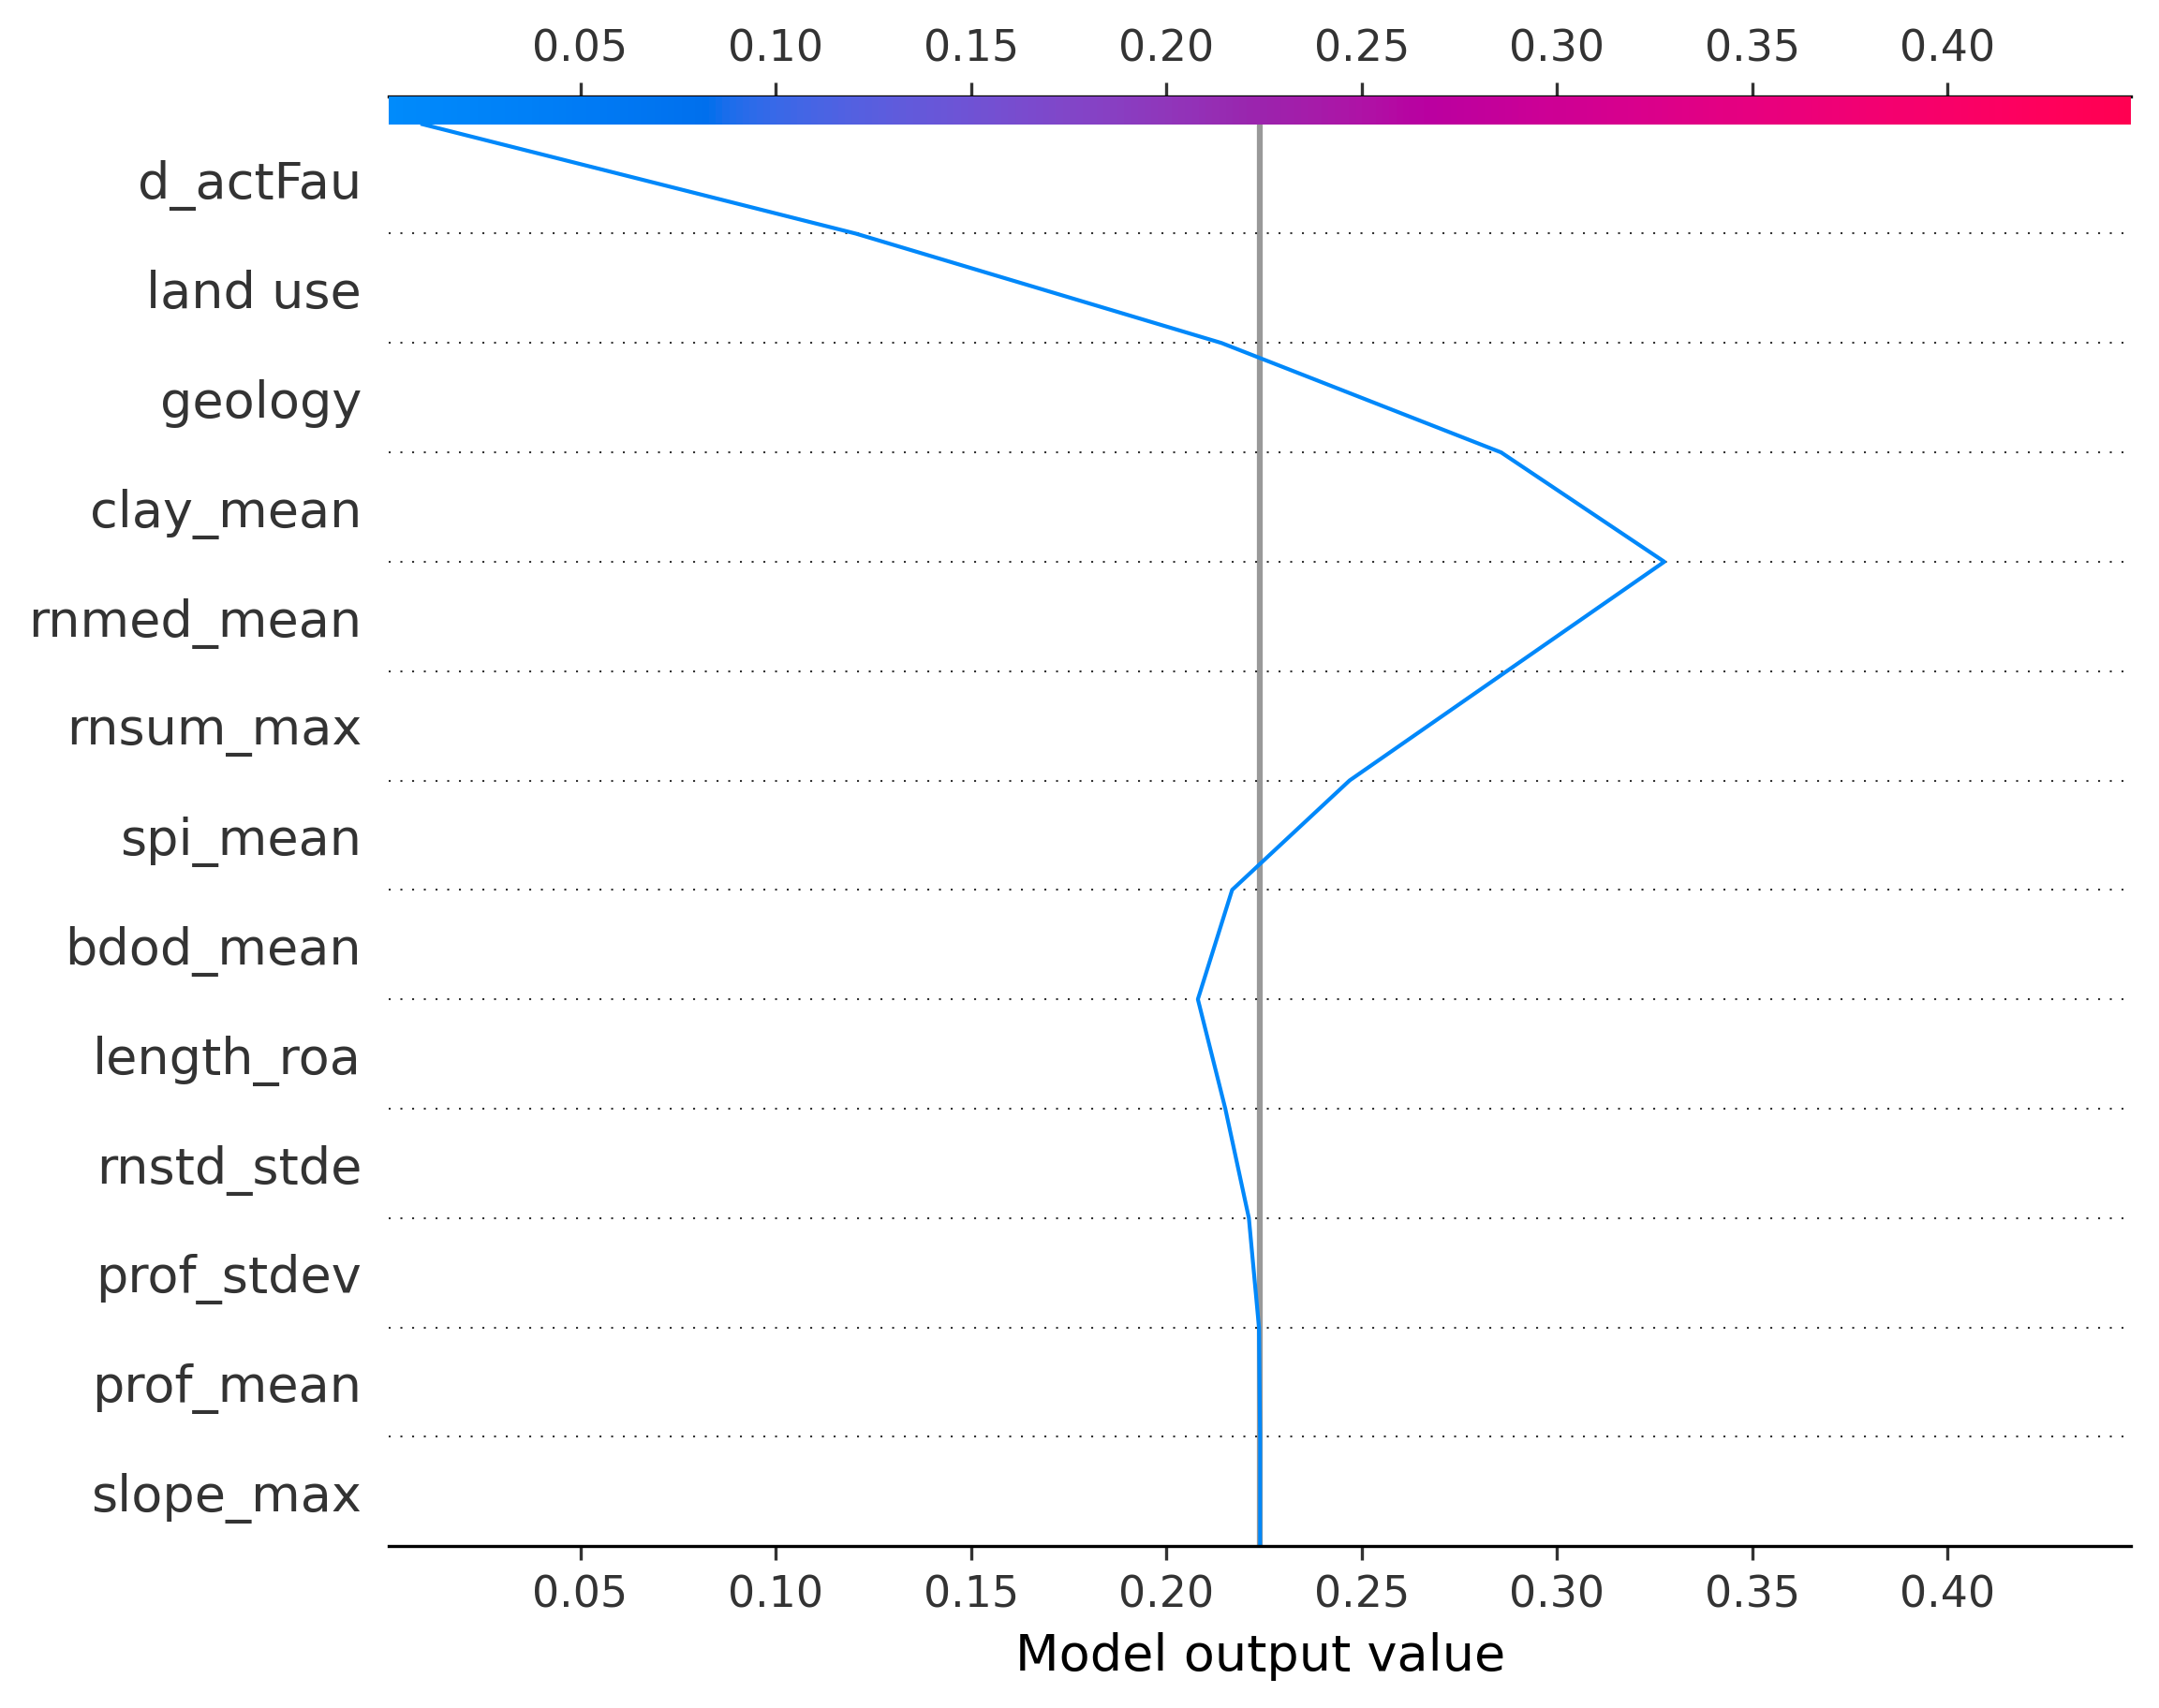 0.05 0.10 0.15 0.20 0.25 0.30 0.35 0.40
d_actFau
land use
geology
clay_mean
rnmed_mean
rnsum_max
spi_mean
bdod_mean
length_roa
rnstd_stde
prof_stdev
prof_mean
slope_max
0.05 0.10 0.15 0.20 0.25 0.30 0.35 0.40
Model output value